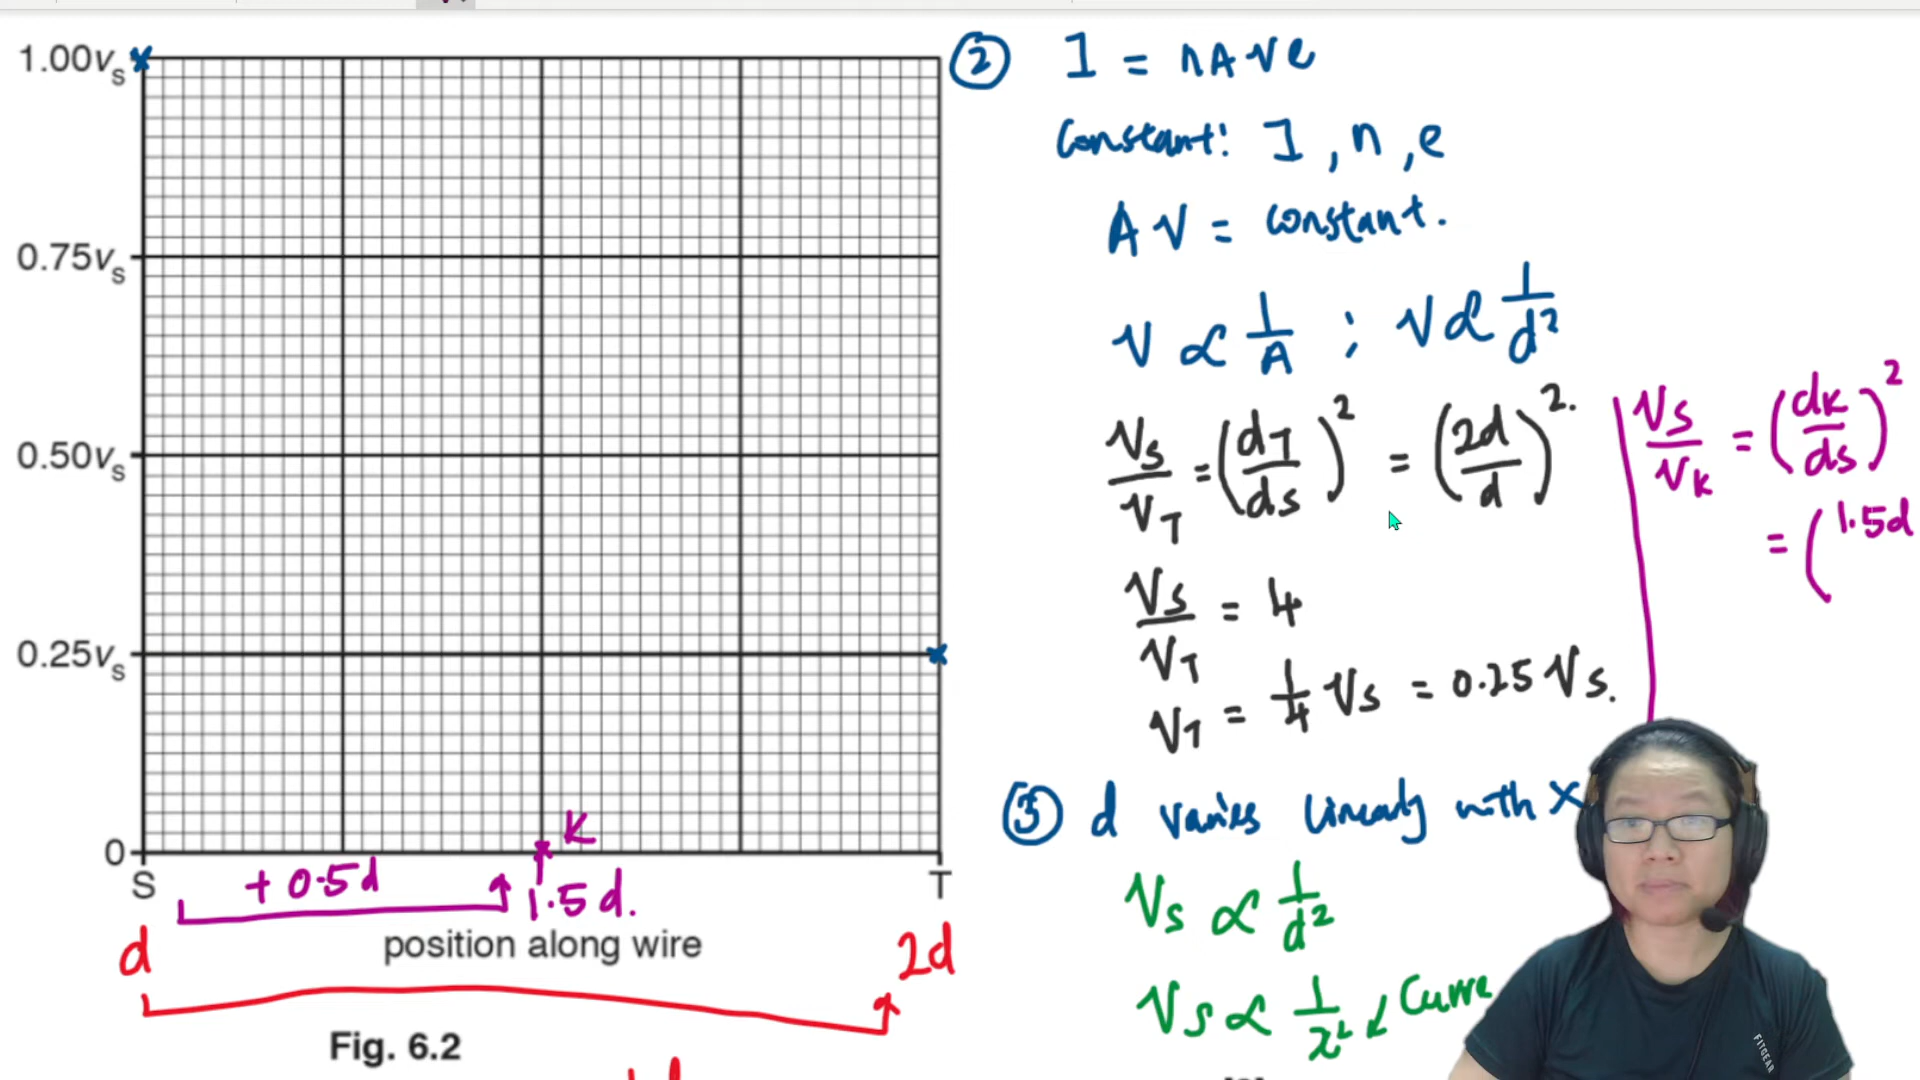 1.00vs
0.75vs
0.50vs
0.25vs
0
S
T
K
+ 0.5d
1.5d.
d
2d
position along wire
Fig. 6.2
② I = nAve
Constant: I, n, e
Av = constant.
v ∝ 1/A ; v ∝ 1/d²
vs/vT = (dT/ds)² = (2d/d)².
vs/vT = 4
vT = 1/4 vs = 0.25 vs.
vs/vK = (dK/ds)²
= (1.5d
③ d varies linearly with x
vs ∝ 1/d²
vs ∝ 1/x² ↙ Curve
FITGEAR